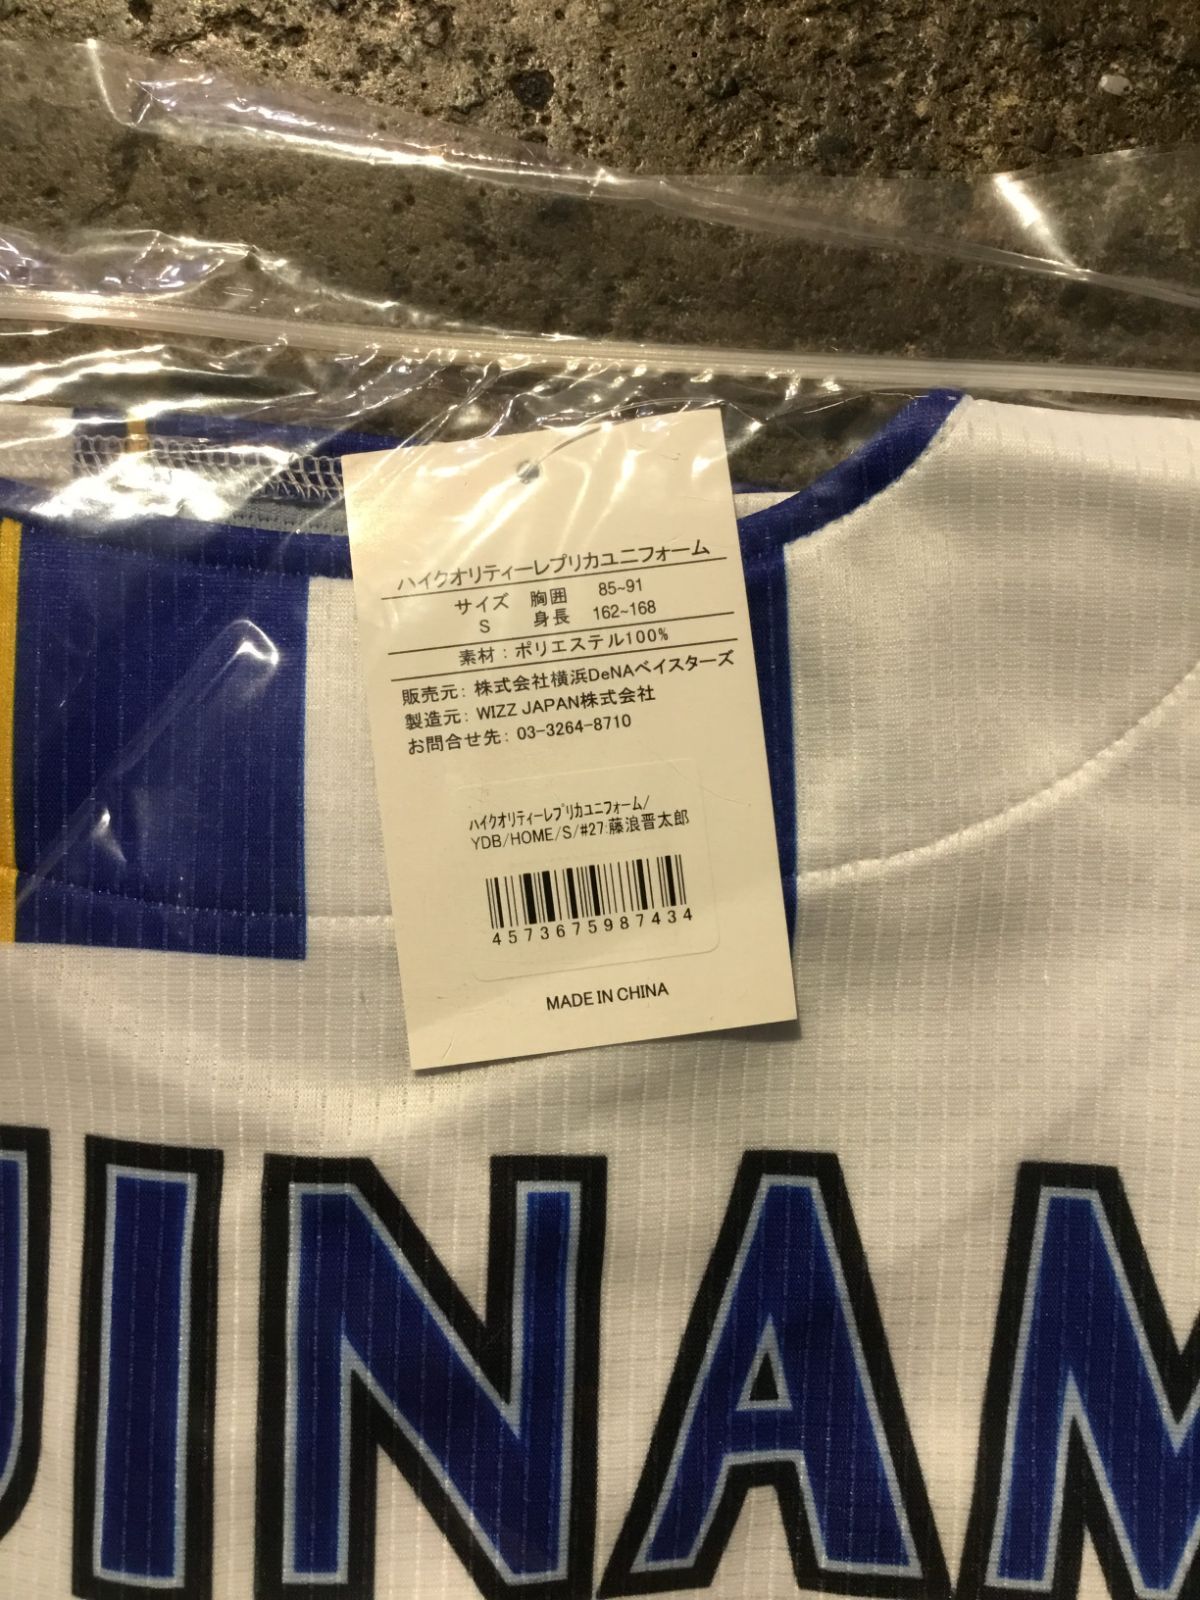 ハイクオリティーレプリカユニフォーム
サイズ 胸囲 85~91
S 身長 162~168
素材：ポリエステル100%
販売元：株式会社横浜DeNAベイスターズ
製造元：WIZZ JAPAN株式会社
お問合せ先：03-3264-8710
ﾊｲｸｵﾘﾃｨｰﾚﾌﾟﾘｶﾕﾆﾌｫｰﾑ/
YDB/HOME/S/#27:藤浪晋太郎
4573675987434
MADE IN CHINA
JINAM